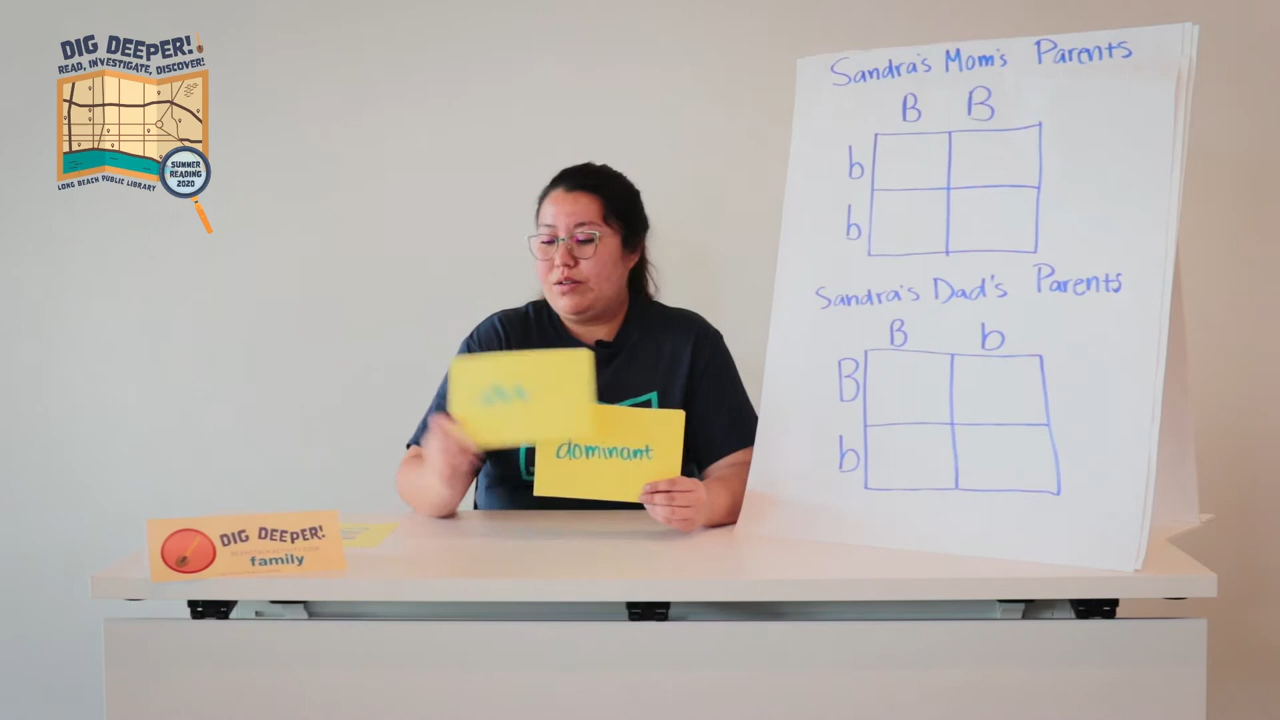 DIG DEEPER!
READ, INVESTIGATE, DISCOVER!
SUMMER
READING
2020
LONG BEACH PUBLIC LIBRARY
Sandra's Mom's Parents
B B
b
b
Sandra's Dad's Parents
B b
B
b
dominant
DIG DEEPER!
family